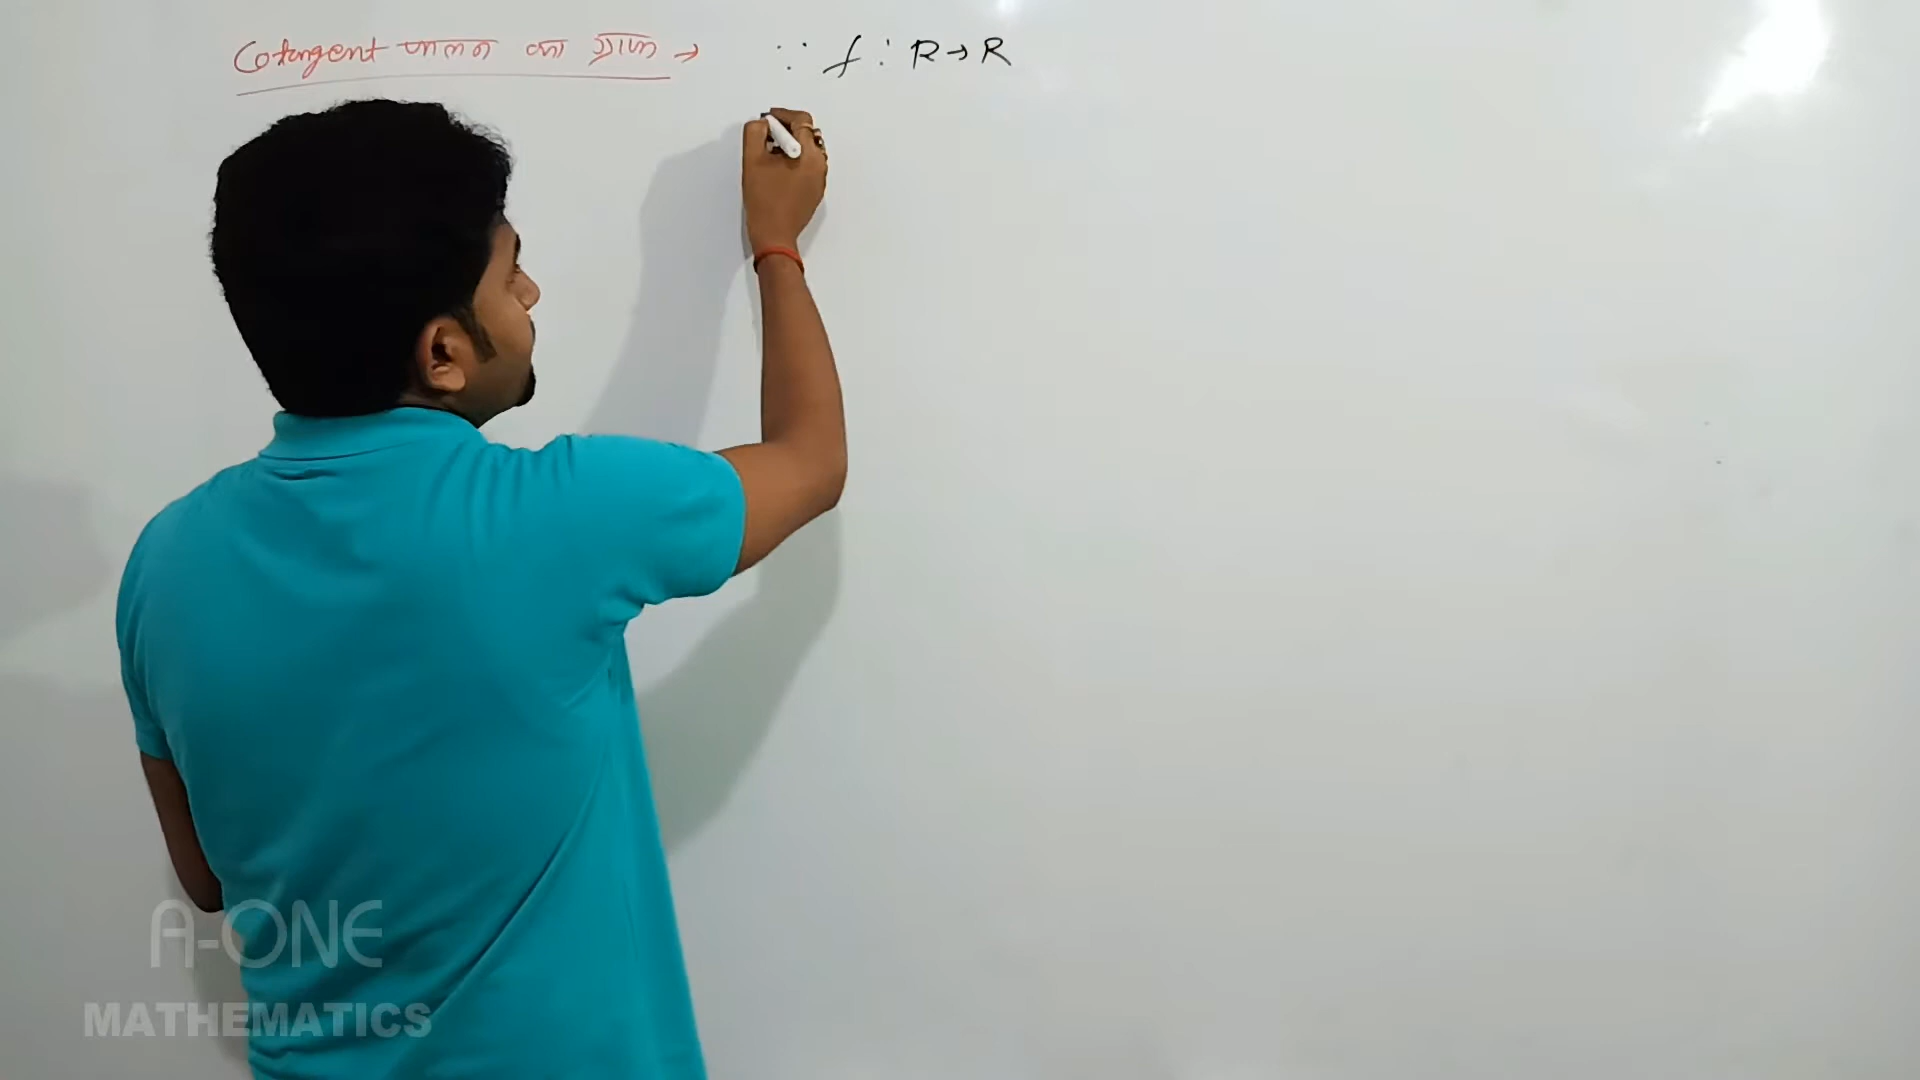 Cotangent फलन का ग्राफ → ∵ f : R → R
A-ONE
MATHEMATICS